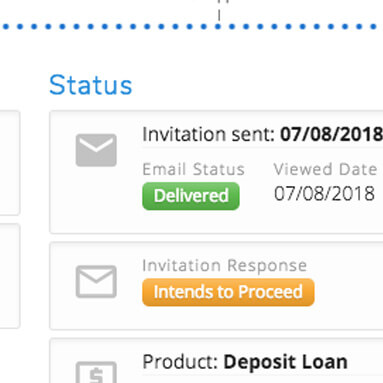 Status
Invitation sent: 07/08/2018
Email Status Viewed Date
Delivered 07/08/2018
Invitation Response
Intends to Proceed
Product: Deposit Loan
$